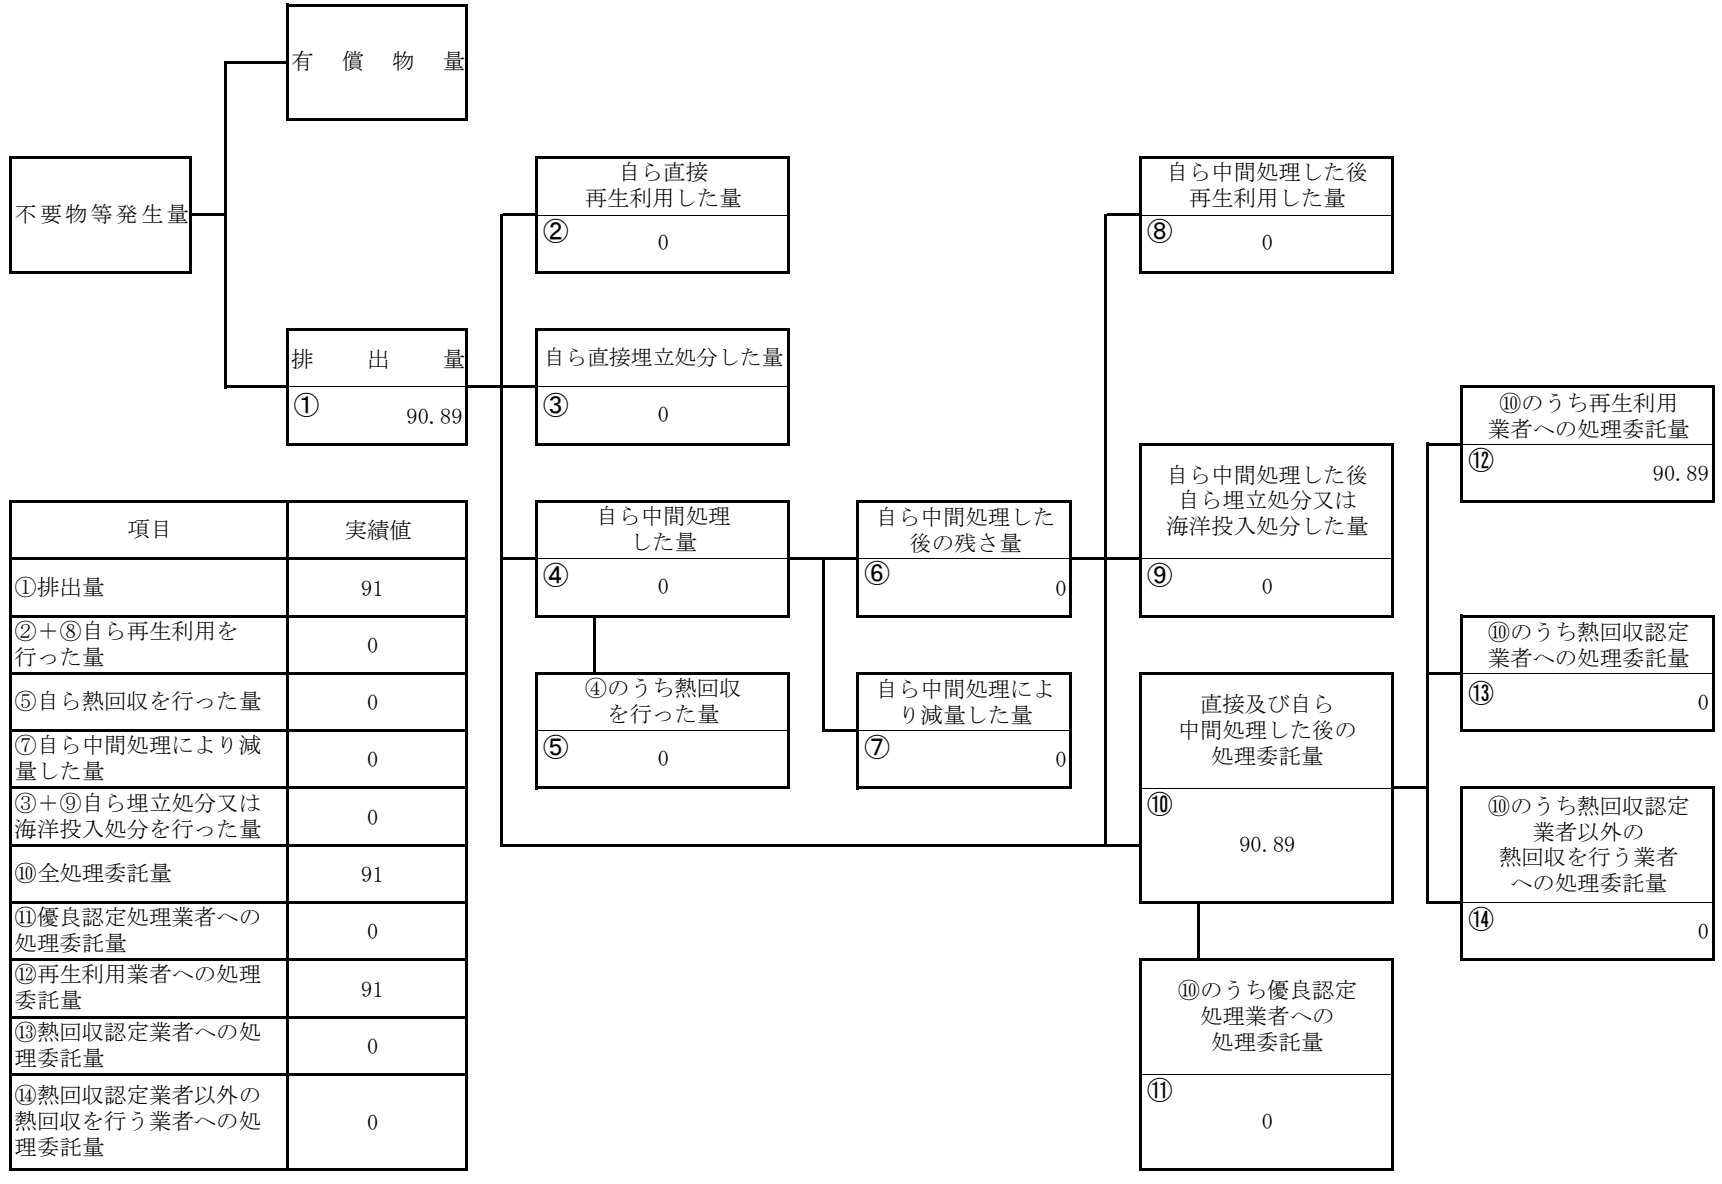 有償物量
不要物等発生量
排出量
①
90.89
自ら直接
再生利用した量
②
0
自ら直接埋立処分した量
③
0
自ら中間処理
した量
④
0
④のうち熱回収
を行った量
⑤
0
自ら中間処理した
後の残さ量
⑥
0
自ら中間処理によ
り減量した量
⑦
0
自ら中間処理した後
再生利用した量
⑧
0
自ら中間処理した後
自ら埋立処分又は
海洋投入処分した量
⑨
0
直接及び自ら
中間処理した後の
処理委託量
⑩
90.89
⑩のうち優良認定
処理業者への
処理委託量
⑪
0
⑩のうち再生利用
業者への処理委託量
⑫
90.89
⑩のうち熱回収認定
業者への処理委託量
⑬
0
⑩のうち熱回収認定
業者以外の
熱回収を行う業者
への処理委託量
⑭
0
項目 実績値
①排出量 91
②+⑧自ら再生利用を
行った量
0
⑤自ら熱回収を行った量 0
⑦自ら中間処理により減
量した量
0
③+⑨自ら埋立処分又は
海洋投入処分を行った量
0
⑩全処理委託量 91
⑪優良認定処理業者への
処理委託量
0
⑫再生利用業者への処理
委託量
91
⑬熱回収認定業者への処
理委託量
0
⑭熱回収認定業者以外の
熱回収を行う業者への処
理委託量
0